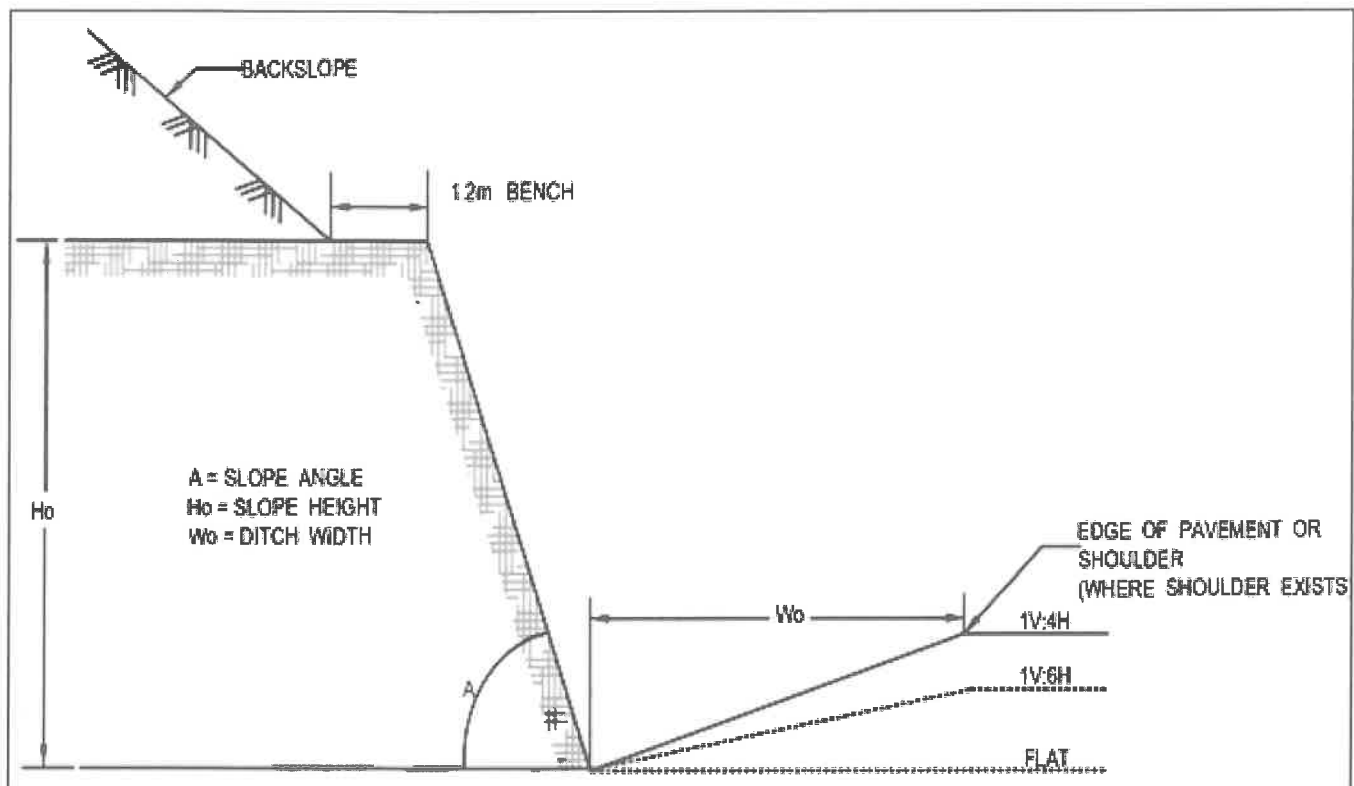 BACKSLOPE
1.2m BENCH
A = SLOPE ANGLE
Ho = SLOPE HEIGHT
Wo = DITCH WIDTH
Ho
EDGE OF PAVEMENT OR
SHOULDER
(WHERE SHOULDER EXISTS
Wo
1V:4H
A
1V:6H
FLAT